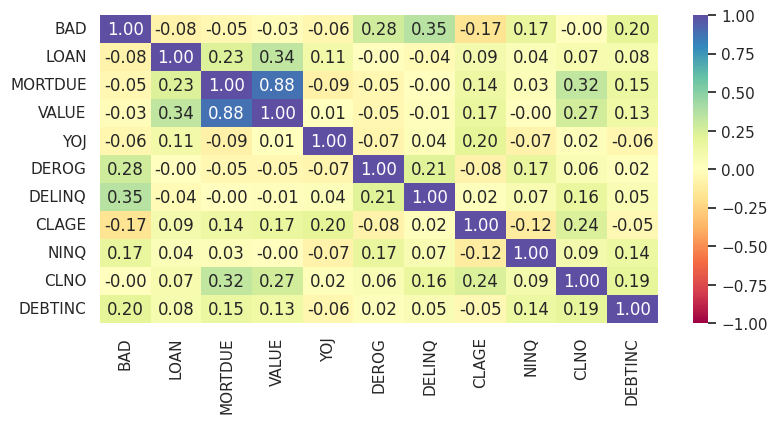 BAD 1.00 -0.08 -0.05 -0.03 -0.06 0.28 0.35 -0.17 0.17 -0.00 0.20
LOAN -0.08 1.00 0.23 0.34 0.11 -0.00 -0.04 0.09 0.04 0.07 0.08
MORTDUE -0.05 0.23 1.00 0.88 -0.09 -0.05 -0.00 0.14 0.03 0.32 0.15
VALUE -0.03 0.34 0.88 1.00 0.01 -0.05 -0.01 0.17 -0.00 0.27 0.13
YOJ -0.06 0.11 -0.09 0.01 1.00 -0.07 0.04 0.20 -0.07 0.02 -0.06
DEROG 0.28 -0.00 -0.05 -0.05 -0.07 1.00 0.21 -0.08 0.17 0.06 0.02
DELINQ 0.35 -0.04 -0.00 -0.01 0.04 0.21 1.00 0.02 0.07 0.16 0.05
CLAGE -0.17 0.09 0.14 0.17 0.20 -0.08 0.02 1.00 -0.12 0.24 -0.05
NINQ 0.17 0.04 0.03 -0.00 -0.07 0.17 0.07 -0.12 1.00 0.09 0.14
CLNO -0.00 0.07 0.32 0.27 0.02 0.06 0.16 0.24 0.09 1.00 0.19
DEBTINC 0.20 0.08 0.15 0.13 -0.06 0.02 0.05 -0.05 0.14 0.19 1.00
BAD LOAN MORTDUE VALUE YOJ DEROG DELINQ CLAGE NINQ CLNO DEBTINC
1.00
0.75
0.50
0.25
0.00
−0.25
−0.50
−0.75
−1.00